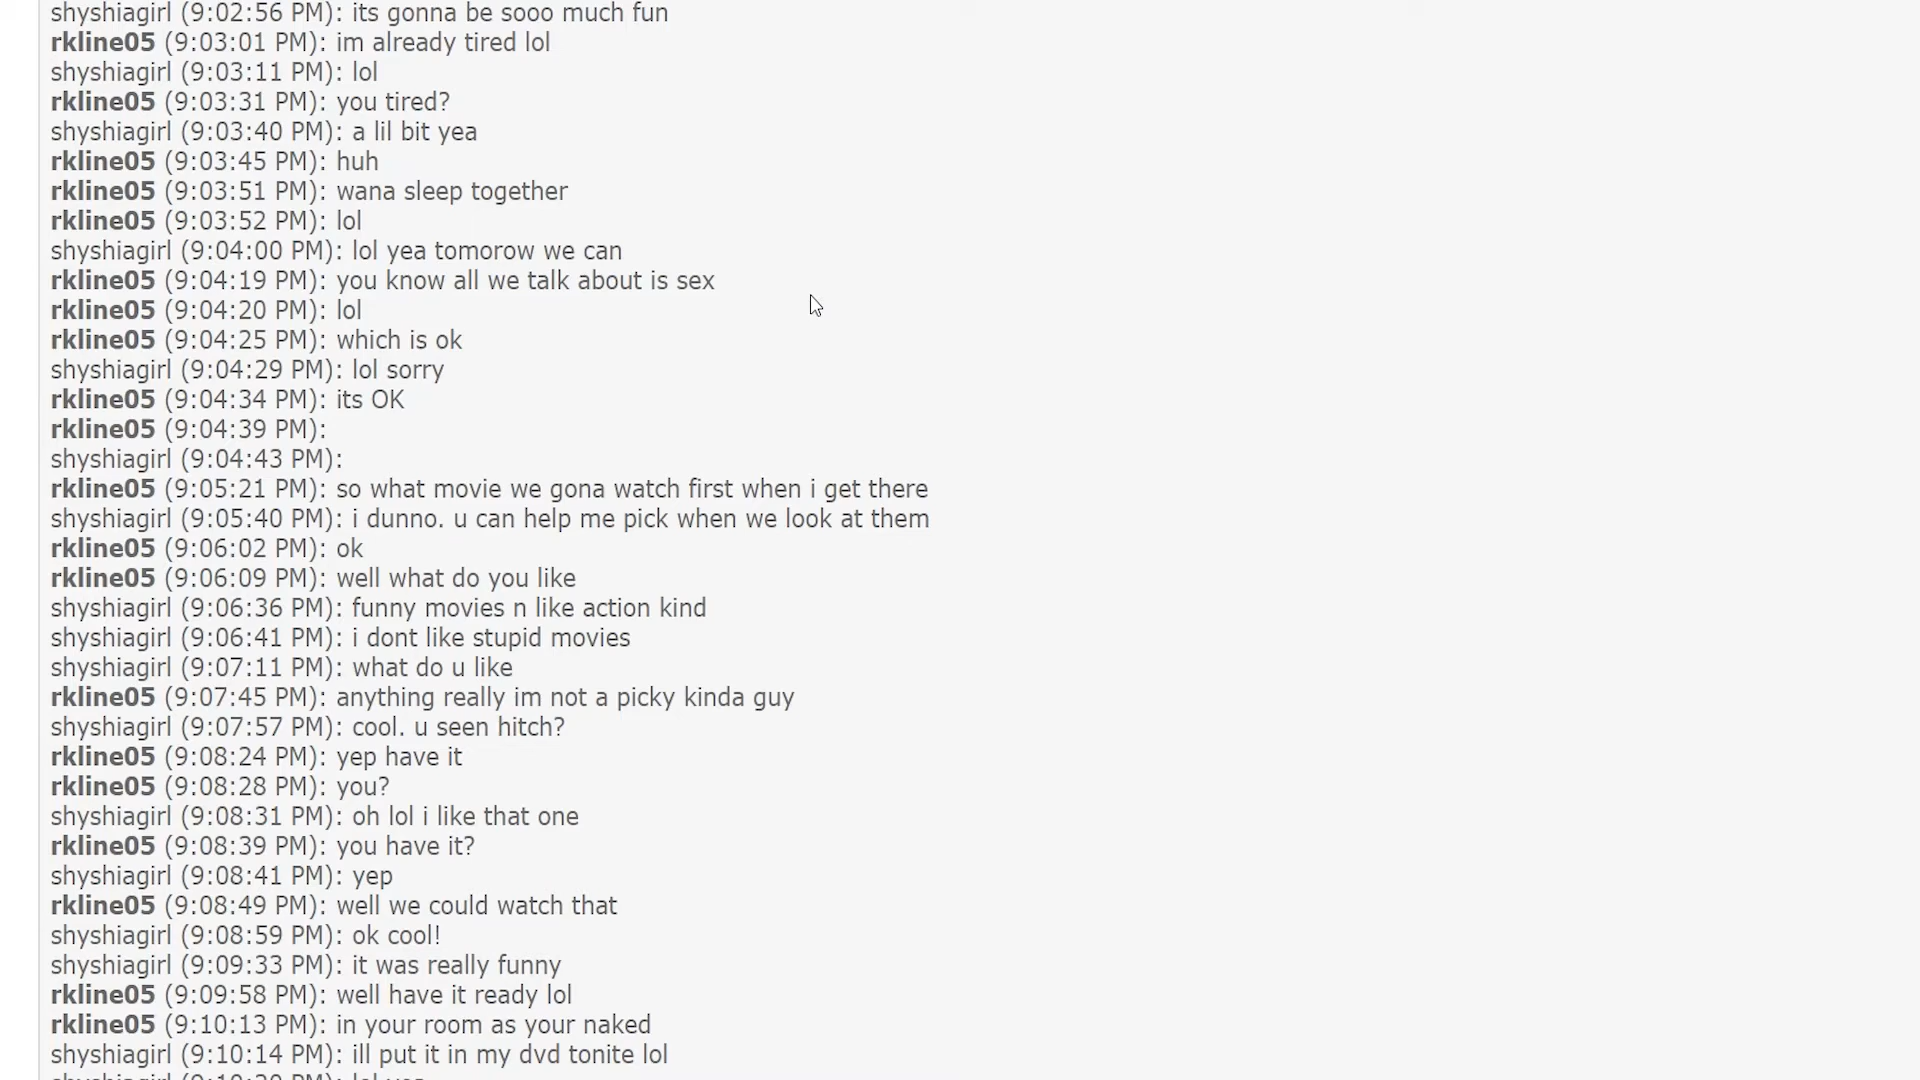 shyshiagirl (9:02:56 PM): its gonna be sooo much fun
rkline05 (9:03:01 PM): im already tired lol
shyshiagirl (9:03:11 PM): lol
rkline05 (9:03:31 PM): you tired?
shyshiagirl (9:03:40 PM): a lil bit yea
rkline05 (9:03:45 PM): huh
rkline05 (9:03:51 PM): wana sleep together
rkline05 (9:03:52 PM): lol
shyshiagirl (9:04:00 PM): lol yea tomorow we can
rkline05 (9:04:19 PM): you know all we talk about is sex
rkline05 (9:04:20 PM): lol
rkline05 (9:04:25 PM): which is ok
shyshiagirl (9:04:29 PM): lol sorry
rkline05 (9:04:34 PM): its OK
rkline05 (9:04:39 PM):
shyshiagirl (9:04:43 PM):
rkline05 (9:05:21 PM): so what movie we gona watch first when i get there
shyshiagirl (9:05:40 PM): i dunno. u can help me pick when we look at them
rkline05 (9:06:02 PM): ok
rkline05 (9:06:09 PM): well what do you like
shyshiagirl (9:06:36 PM): funny movies n like action kind
shyshiagirl (9:06:41 PM): i dont like stupid movies
shyshiagirl (9:07:11 PM): what do u like
rkline05 (9:07:45 PM): anything really im not a picky kinda guy
shyshiagirl (9:07:57 PM): cool. u seen hitch?
rkline05 (9:08:24 PM): yep have it
rkline05 (9:08:28 PM): you?
shyshiagirl (9:08:31 PM): oh lol i like that one
rkline05 (9:08:39 PM): you have it?
shyshiagirl (9:08:41 PM): yep
rkline05 (9:08:49 PM): well we could watch that
shyshiagirl (9:08:59 PM): ok cool!
shyshiagirl (9:09:33 PM): it was really funny
rkline05 (9:09:58 PM): well have it ready lol
rkline05 (9:10:13 PM): in your room as your naked
shyshiagirl (9:10:14 PM): ill put it in my dvd tonite lol